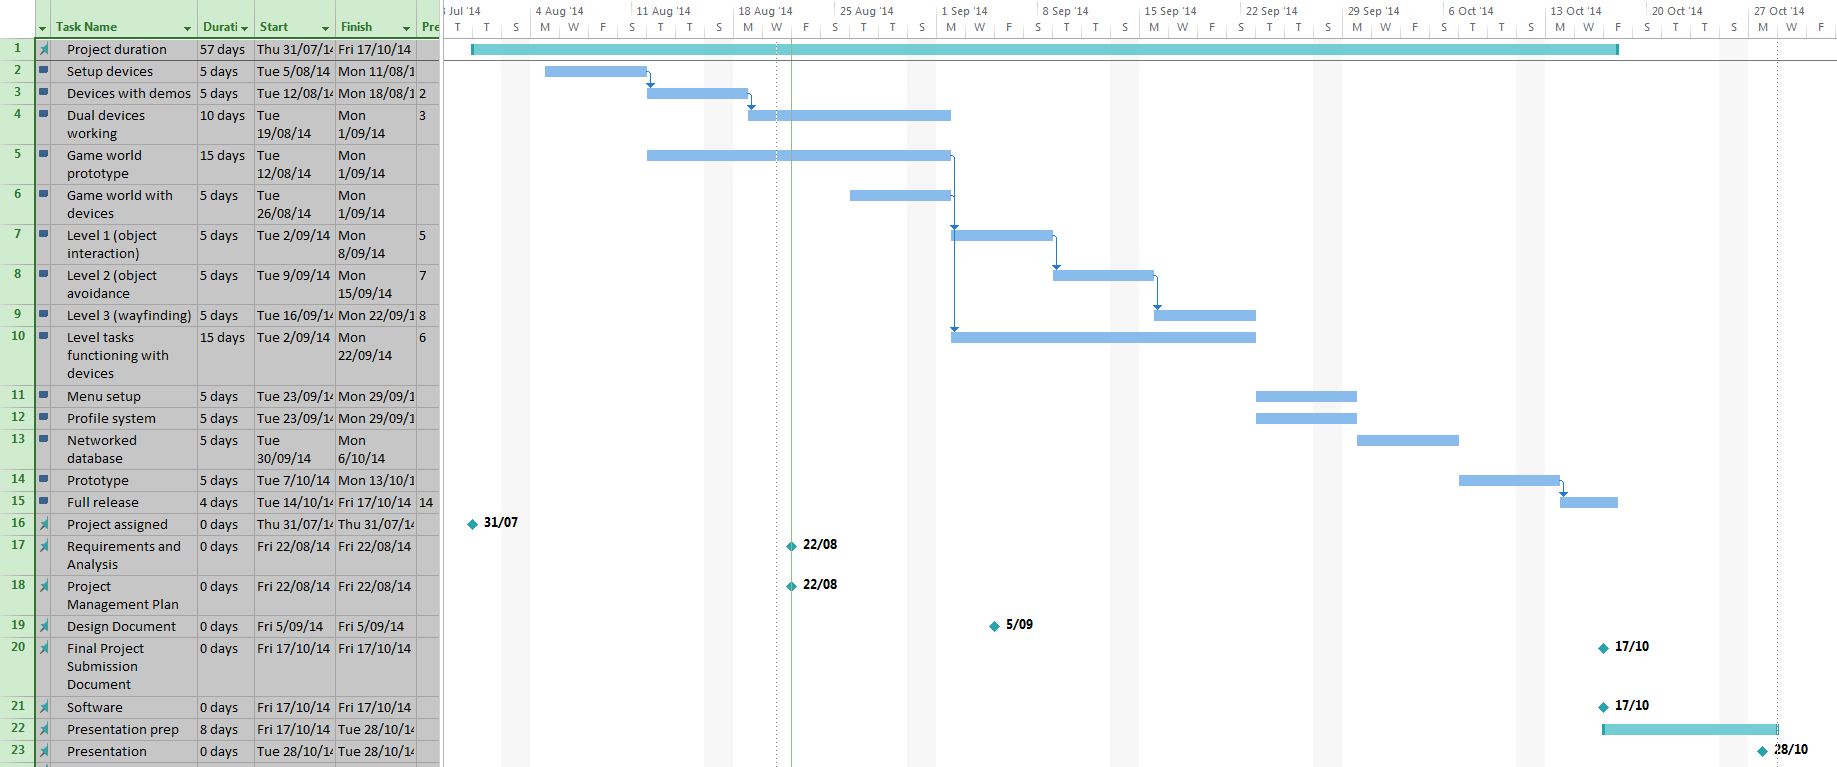 Task Name Durati Start Finish Pre
Jul '14 4 Aug '14 11 Aug '14 18 Aug '14 25 Aug '14 1 Sep '14 8 Sep '14 15 Sep '14 22 Sep '14 29 Sep '14 6 Oct '14 13 Oct '14 20 Oct '14 27 Oct '14
T T S M W F T T S M W F T T S M W F T T S M W F T T S M W F T T S M W F T T S M W F
1 Project duration 57 days Thu 31/07/14 Fri 17/10/14
2 Setup devices 5 days Tue 5/08/14 Mon 11/08/1
3 Devices with demos 5 days Tue 12/08/14 Mon 18/08/1 2
4 Dual devices 10 days Tue Mon 3
working 19/08/14 1/09/14
5 Game world 15 days Tue Mon
prototype 12/08/14 1/09/14
6 Game world with 5 days Tue Mon
devices 26/08/14 1/09/14
7 Level 1 (object 5 days Tue 2/09/14 Mon 5
interaction) 8/09/14
8 Level 2 (object 5 days Tue 9/09/14 Mon 7
avoidance 15/09/14
9 Level 3 (wayfinding) 5 days Tue 16/09/14 Mon 22/09/1 8
10 Level tasks 15 days Tue 2/09/14 Mon 6
functioning with 22/09/14
devices
11 Menu setup 5 days Tue 23/09/14 Mon 29/09/1
12 Profile system 5 days Tue 23/09/14 Mon 29/09/1
13 Networked 5 days Tue Mon
database 30/09/14 6/10/14
14 Prototype 5 days Tue 7/10/14 Mon 13/10/1
15 Full release 4 days Tue 14/10/14 Fri 17/10/14 14
16 Project assigned 0 days Thu 31/07/14 Thu 31/07/14 31/07
17 Requirements and 0 days Fri 22/08/14 Fri 22/08/14 22/08
Analysis
18 Project 0 days Fri 22/08/14 Fri 22/08/14 22/08
Management Plan
19 Design Document 0 days Fri 5/09/14 Fri 5/09/14 5/09
20 Final Project 0 days Fri 17/10/14 Fri 17/10/14 17/10
Submission
Document
21 Software 0 days Fri 17/10/14 Fri 17/10/14 17/10
22 Presentation prep 8 days Fri 17/10/14 Tue 28/10/14
23 Presentation 0 days Tue 28/10/14 Tue 28/10/14 28/10